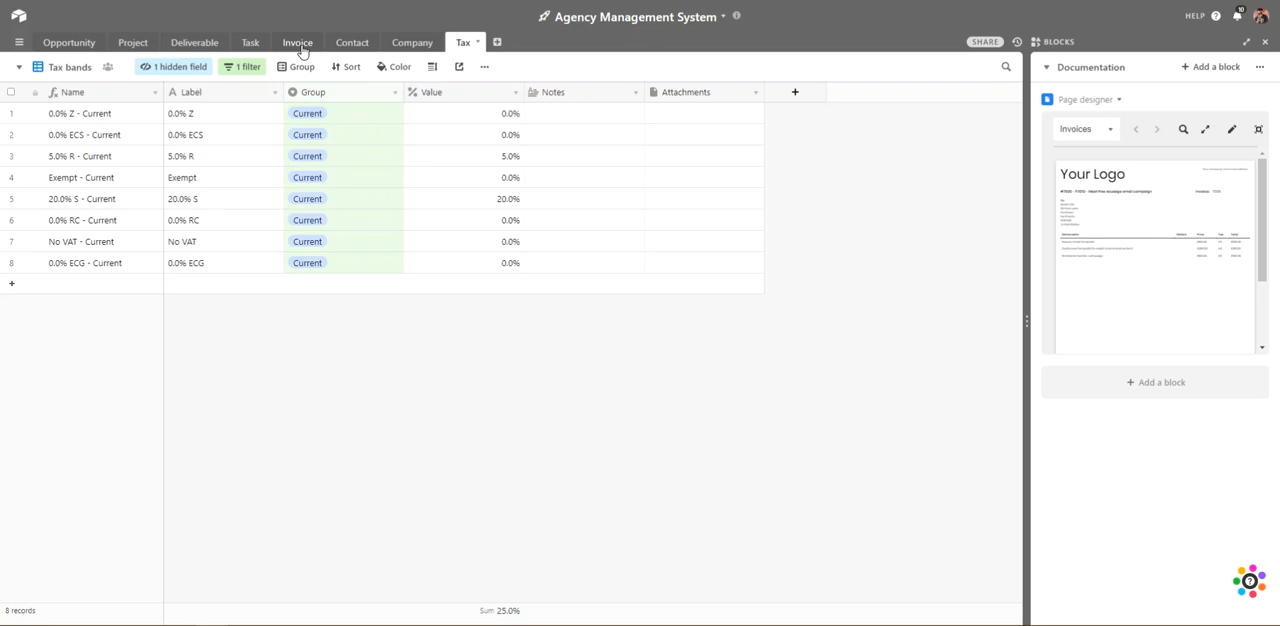 Agency Management System
HELP
10
Opportunity Project Deliverable Task Invoice Contact Company Tax
SHARE
BLOCKS
Tax bands 1 hidden field 1 filter Group Sort Color
Documentation + Add a block
Name Label Group Value Notes Attachments
Page designer
1 0.0% Z - Current 0.0% Z Current 0.0%
2 0.0% ECS - Current 0.0% ECS Current 0.0%
3 5.0% R - Current 5.0% R Current 5.0%
4 Exempt - Current Exempt Current 0.0%
5 20.0% S - Current 20.0% S Current 20.0%
6 0.0% RC - Current 0.0% RC Current 0.0%
7 No VAT - Current No VAT Current 0.0%
8 0.0% ECG - Current 0.0% ECG Current 0.0%
Invoices
Your Logo
+ Add a block
8 records
Sum 25.0%